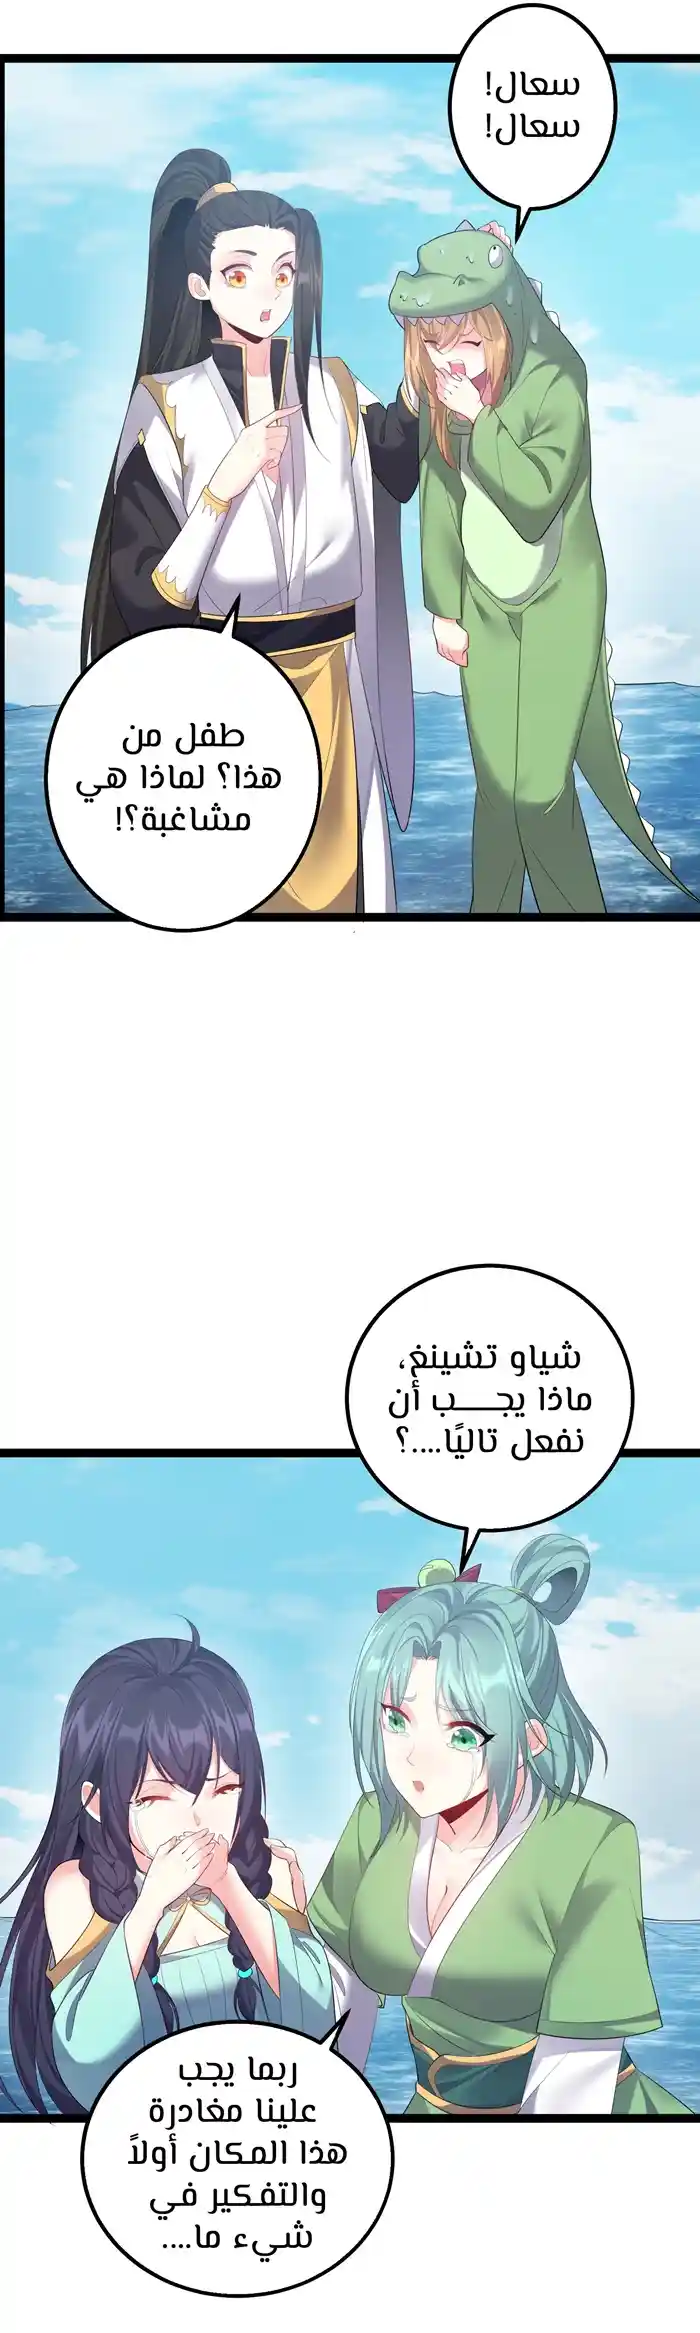 سعال!
سعال!
طفل من
هذا؟ لماذا هي
مشاغبة؟!
شياو تشينغ،
ماذا يجـــــب أن
نفعل تاليًا....؟
ربما يجب
علينا مغادرة
هذا المكان أولاً
والتفكير في
شيء ما....